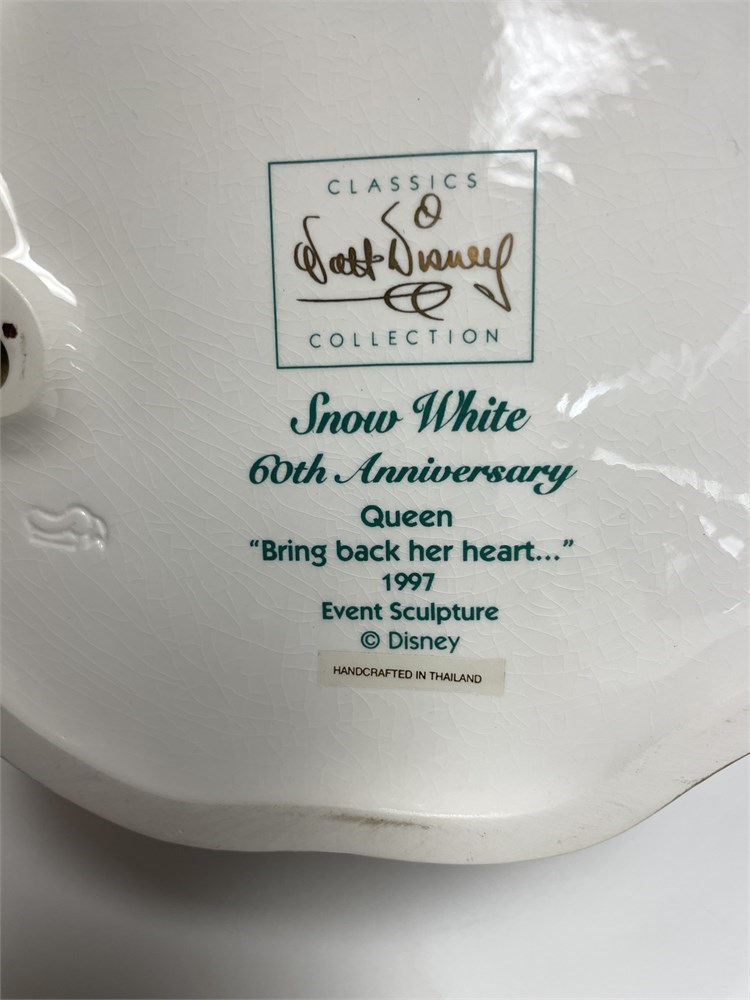 CLASSICS
Walt Disney
COLLECTION
Snow White
60th Anniversary
Queen
“Bring back her heart...”
1997
Event Sculpture
© Disney
HANDCRAFTED IN THAILAND